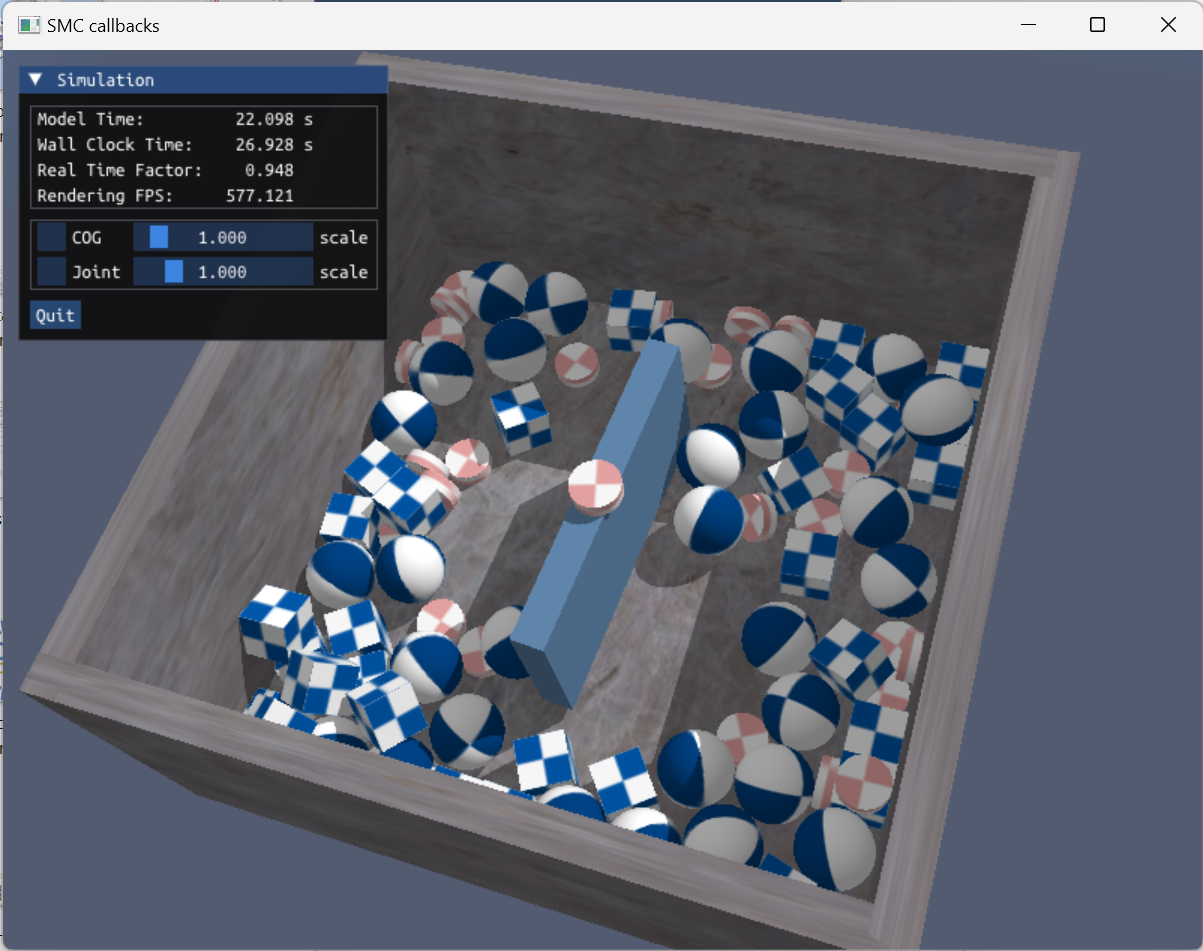 SMC callbacks
Simulation
Model Time: 22.098 s
Wall Clock Time: 26.928 s
Real Time Factor: 0.948
Rendering FPS: 577.121
COG 1.000 scale
Joint 1.000 scale
Quit